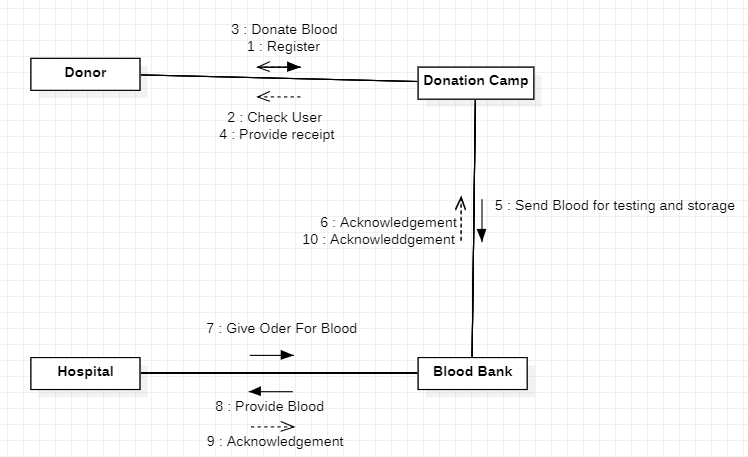 3 : Donate Blood
1 : Register
Donor
Donation Camp
2 : Check User
4 : Provide receipt
5 : Send Blood for testing and storage
6 : Acknowledgement
10 : Acknowleddgement
7 : Give Oder For Blood
Hospital
Blood Bank
8 : Provide Blood
9 : Acknowledgement